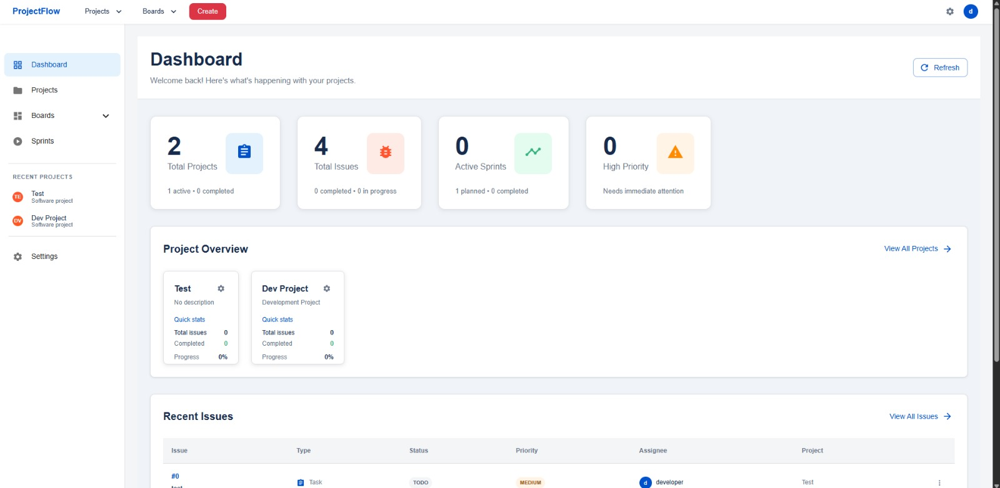 ProjectFlow
Projects
Boards
Create
d
Dashboard
Projects
Boards
Sprints
RECENT PROJECTS
TE
Test
Software project
DV
Dev Project
Software project
Settings
Dashboard
Welcome back! Here's what's happening with your projects.
Refresh
2
Total Projects
1 active • 0 completed
4
Total Issues
0 completed • 0 in progress
0
Active Sprints
1 planned • 0 completed
0
High Priority
Needs immediate attention
Project Overview
View All Projects
Test
No description
Quick stats
Total issues 0
Completed 0
Progress 0%
Dev Project
Development Project
Quick stats
Total issues 0
Completed 0
Progress 0%
Recent Issues
View All Issues
Issue Type Status Priority Assignee Project
#0
Task TODO MEDIUM d developer Test
test